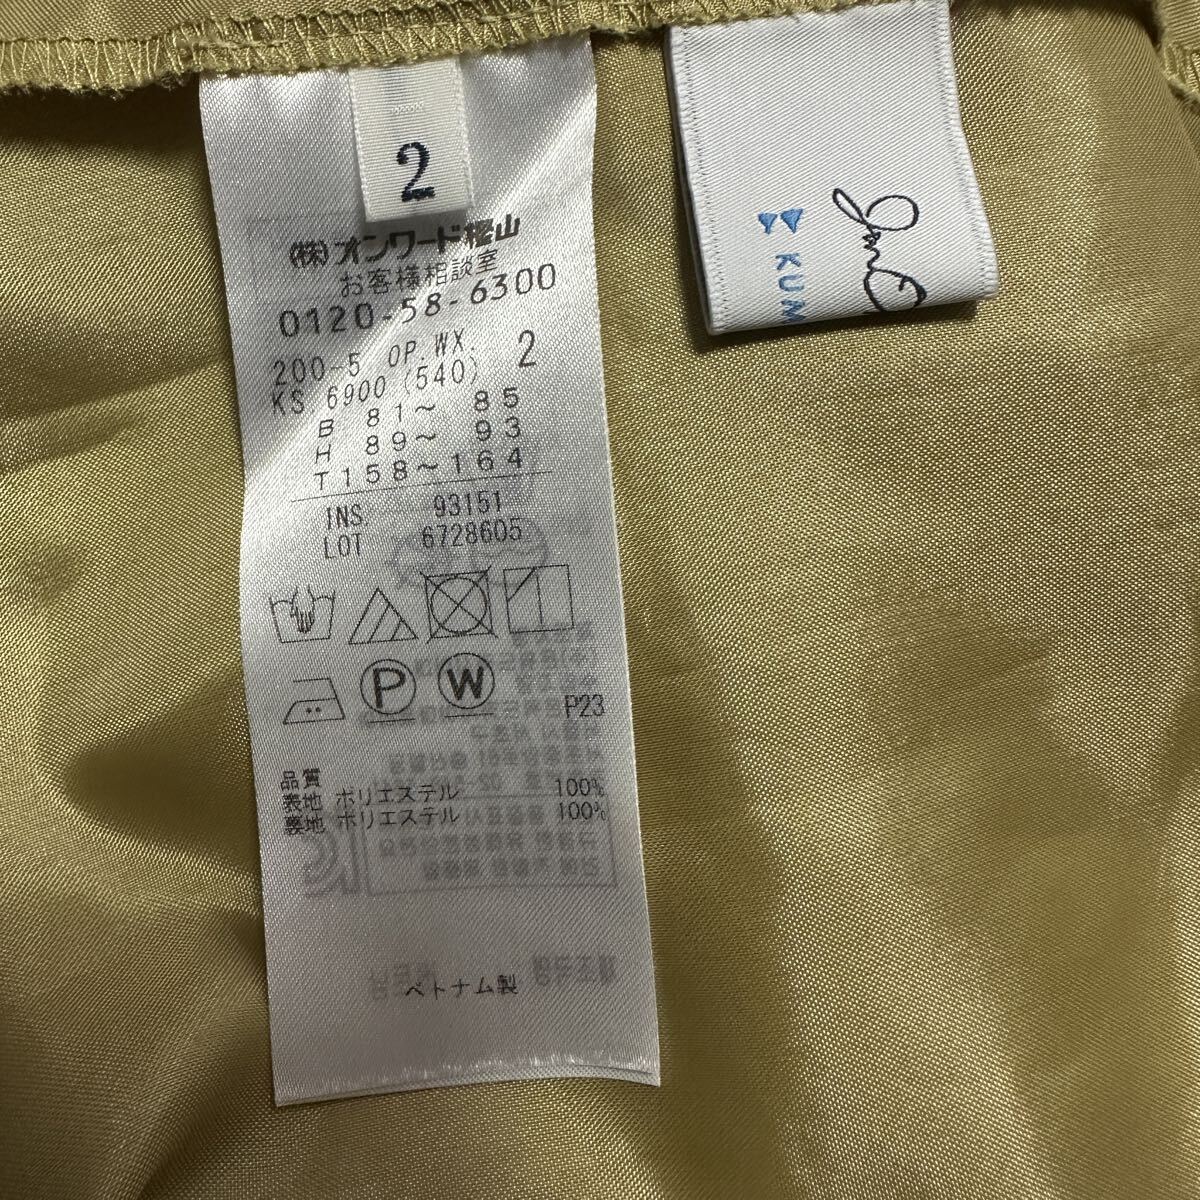 2
㈱オンワード樫山
お客様相談室
0120-58-6300
200-5 OP.WX. 2
KS 6900 (540)
B 81~ 85
H 89~ 93
T158~164
INS. 93151
LOT 6728605
P W
P23
品質
表地 ポリエステル 100%
裏地 ポリエステル 100%
ベトナム製
KUM